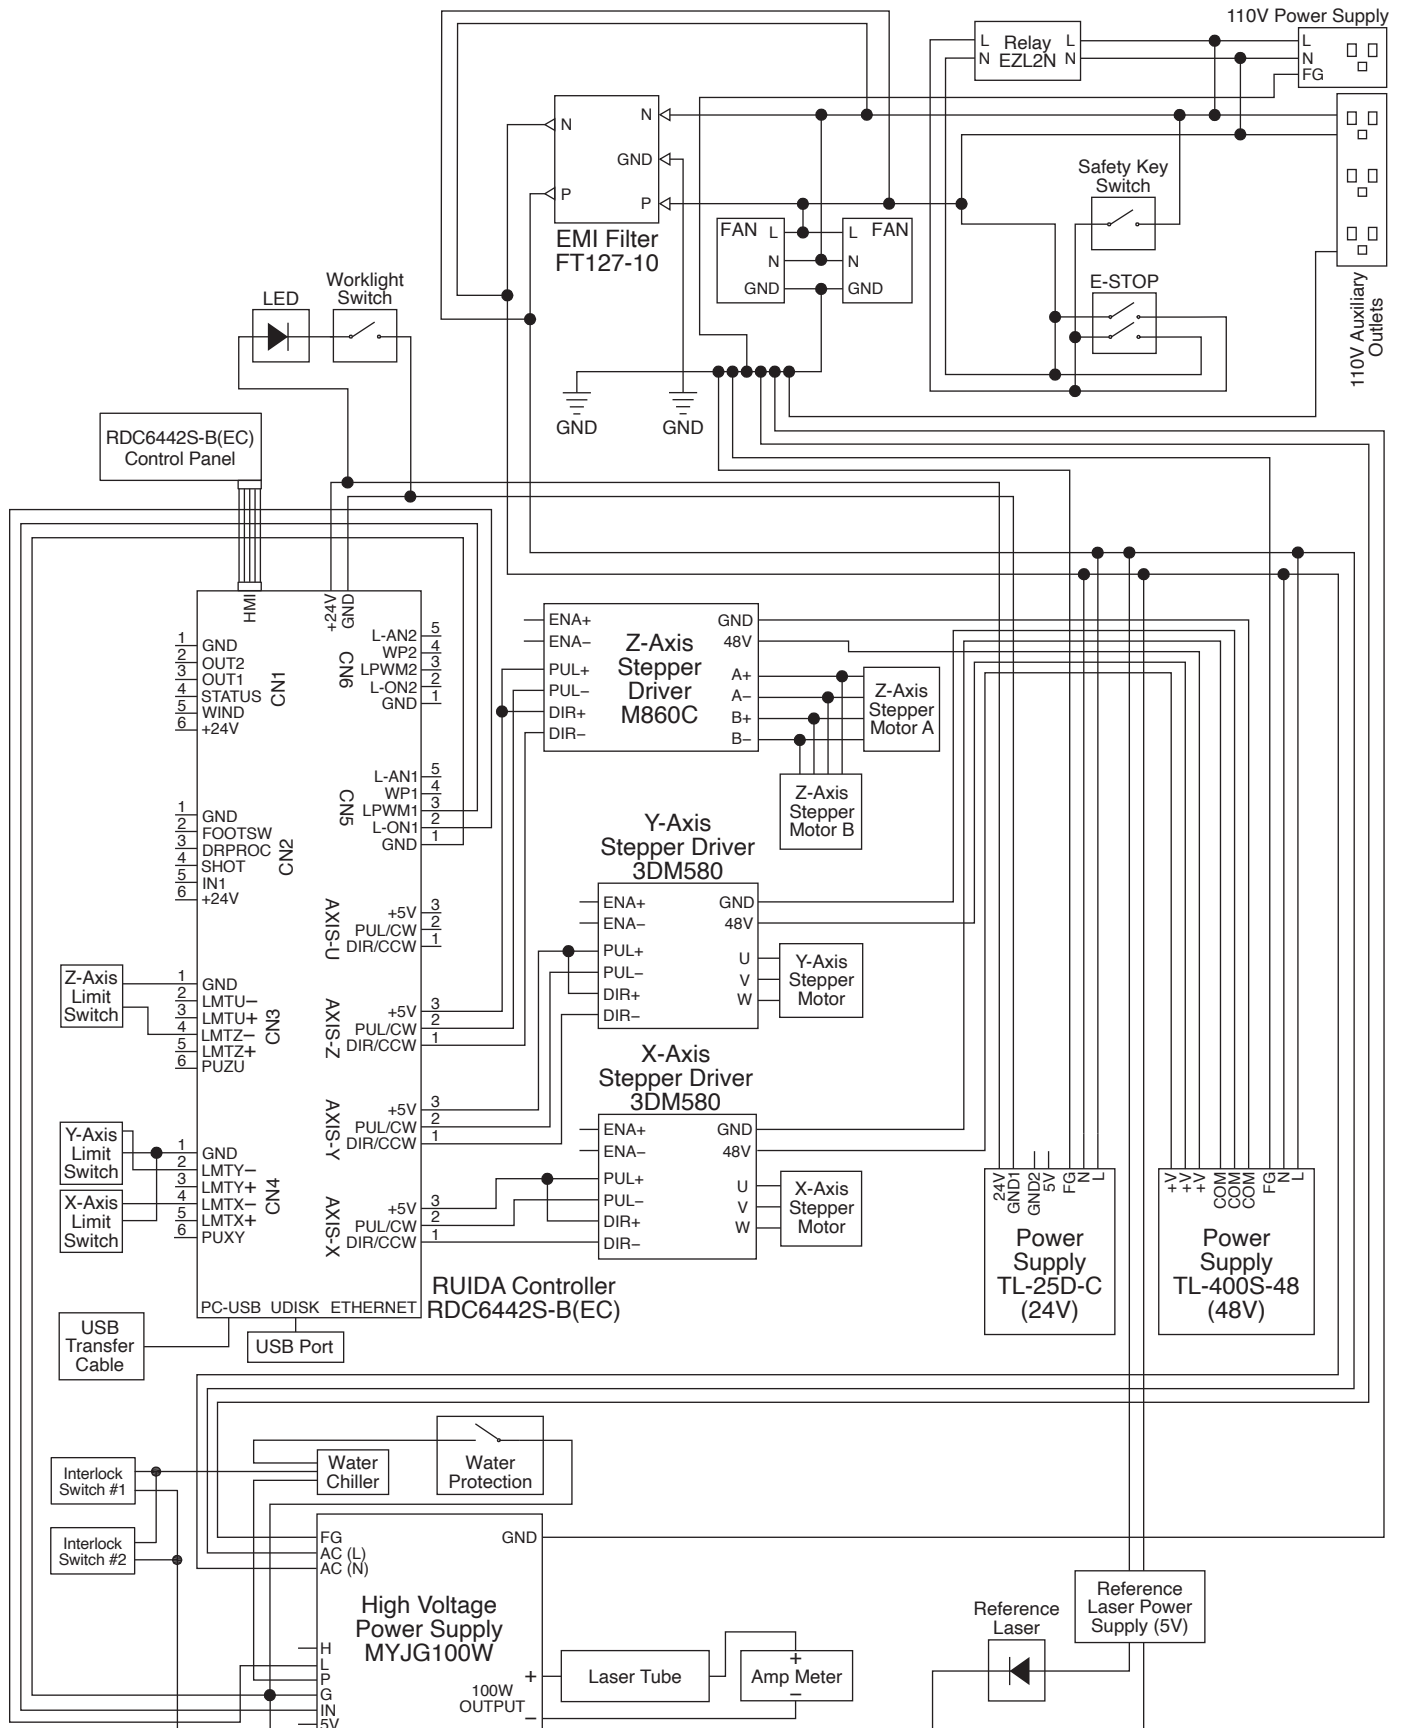 110V Power Supply
L
N
FG
L
N
Relay
EZL2N
L
N
110V Auxiliary
Outlets
N
P
N
GND
P
EMI Filter
FT127-10
Safety Key
Switch
E-STOP
FAN
L
N
GND
L
N
GND
FAN
GND
GND
LED
Worklight
Switch
RDC6442S-B(EC)
Control Panel
HMI
+24V
GND
1 GND
2 OUT2
3 OUT1
4 STATUS
5 WIND
6 +24V
CN1
CN6
L-AN2 5
WP2 4
LPWM2 3
L-ON2 2
GND 1
1 GND
2 FOOTSW
3 DRPROC
4 SHOT
5 IN1
6 +24V
CN2
CN5
L-AN1 5
WP1 4
LPWM1 3
L-ON1 2
GND 1
AXIS-U
+5V 3
PUL/CW 2
DIR/CCW 1
Z-Axis
Limit
Switch
1 GND
2 LMTU−
3 LMTU+
4 LMTZ−
5 LMTZ+
6 PUZU
CN3
AXIS-Z
+5V 3
PUL/CW 2
DIR/CCW 1
Y-Axis
Limit
Switch
X-Axis
Limit
Switch
1 GND
2 LMTY−
3 LMTY+
4 LMTX−
5 LMTX+
6 PUXY
CN4
AXIS-Y
+5V 3
PUL/CW 2
DIR/CCW 1
AXIS-X
+5V 3
PUL/CW 2
DIR/CCW 1
PC-USB UDISK ETHERNET
RUIDA Controller
RDC6442S-B(EC)
USB
Transfer
Cable
USB Port
ENA+
ENA−
PUL+
PUL−
DIR+
DIR−
Z-Axis
Stepper
Driver
M860C
GND
48V
A+
A−
B+
B−
Z-Axis
Stepper
Motor A
Z-Axis
Stepper
Motor B
Y-Axis
Stepper Driver
3DM580
ENA+
ENA−
PUL+
PUL−
DIR+
DIR−
GND
48V
U
V
W
Y-Axis
Stepper
Motor
X-Axis
Stepper Driver
3DM580
ENA+
ENA−
PUL+
PUL−
DIR+
DIR−
GND
48V
U
V
W
X-Axis
Stepper
Motor
24V
GND1
GND2
5V
FG
N
L
Power
Supply
TL-25D-C
(24V)
+V
+V
+V
COM
COM
COM
FG
N
L
Power
Supply
TL-400S-48
(48V)
Interlock
Switch #1
Interlock
Switch #2
Water
Chiller
Water
Protection
FG
AC (L)
AC (N)
H
L
P
G
IN
5V
GND
High Voltage
Power Supply
MYJG100W
+
100W
OUTPUT
−
Laser Tube
+
Amp Meter
−
Reference
Laser
Reference
Laser Power
Supply (5V)